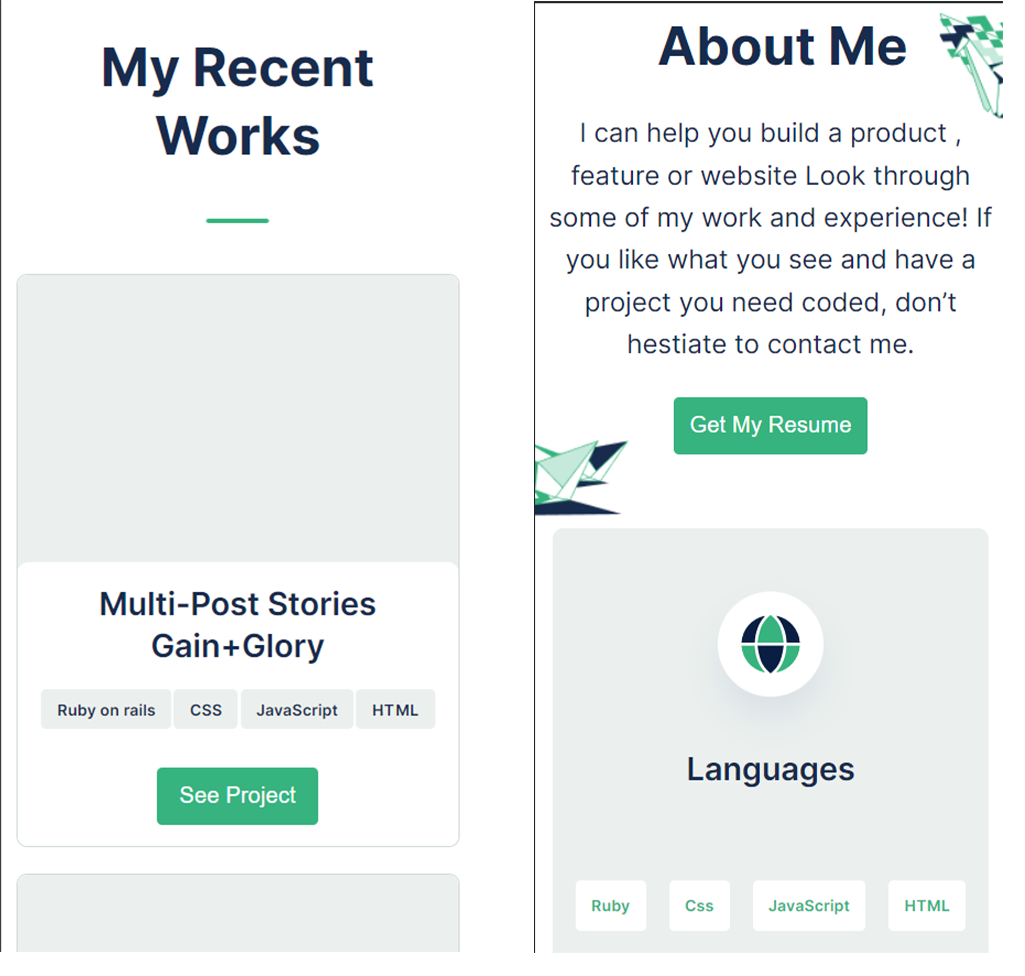 My Recent
Works
Multi-Post Stories
Gain+Glory
Ruby on rails CSS JavaScript HTML
See Project
About Me
I can help you build a product ,
feature or website Look through
some of my work and experience! If
you like what you see and have a
project you need coded, don’t
hestiate to contact me.
Get My Resume
Languages
Ruby Css JavaScript HTML